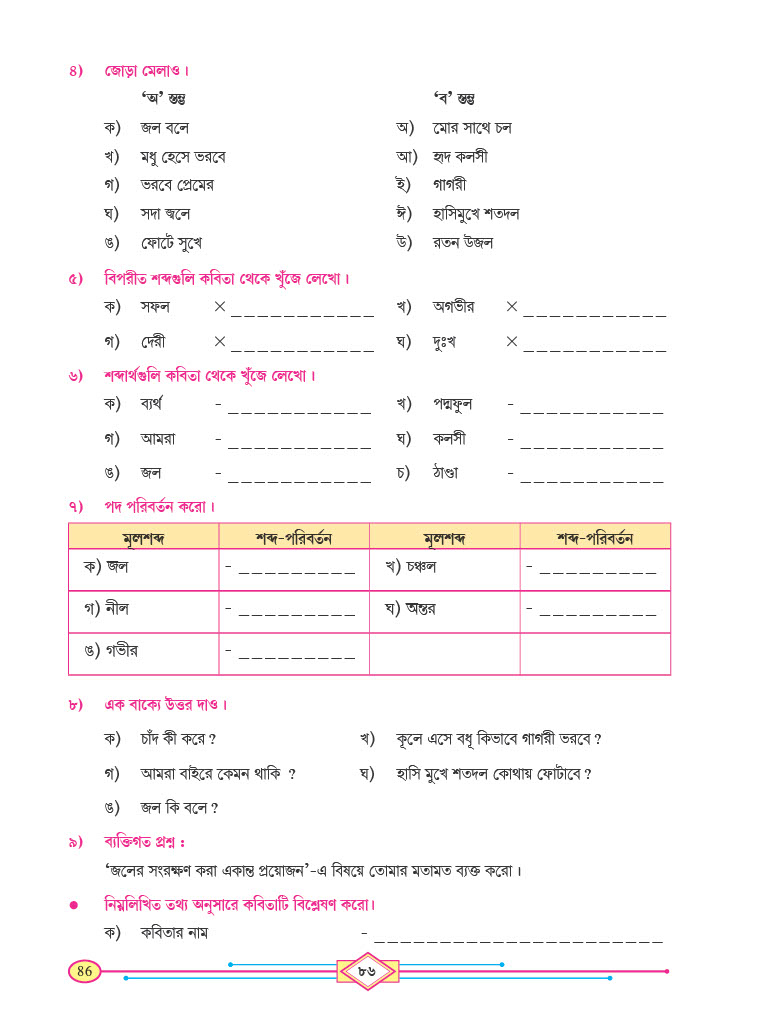 ৪) জোড়া মেলাও।
‘অ’ স্তম্ভ ‘ব’ স্তম্ভ
ক) জল বলে অ) মোর সাথে চল
খ) মধু হেসে ভরবে আ) হৃদ কলসী
গ) ভরবে প্রেমের ই) গাগরী
ঘ) সদা জ্বলে ঈ) হাসিমুখে শতদল
ঙ) ফোটে সুখে উ) রতন উজল
৫) বিপরীত শব্দগুলি কবিতা থেকে খুঁজে লেখো।
ক) সফল × ___________ খ) অগভীর × ___________
গ) দেরী × ___________ ঘ) দুঃখ × ___________
৬) শব্দার্থগুলি কবিতা থেকে খুঁজে লেখো।
ক) ব্যর্থ - ___________ খ) পদ্মফুল - ___________
গ) আমরা - ___________ ঘ) কলসী - ___________
ঙ) জল - ___________ চ) ঠাণ্ডা - ___________
৭) পদ পরিবর্তন করো।
মূলশব্দ শব্দ-পরিবর্তন মূলশব্দ শব্দ-পরিবর্তন
ক) জল - _________ খ) চঞ্চল - _________
গ) নীল - _________ ঘ) অন্তর - _________
ঙ) গভীর - _________
৮) এক বাক্যে উত্তর দাও।
ক) চাঁদ কী করে? খ) কূলে এসে বধূ কিভাবে গাগরী ভরবে?
গ) আমরা বাইরে কেমন থাকি ? ঘ) হাসি মুখে শতদল কোথায় ফোটাবে?
ঙ) জল কি বলে?
৯) ব্যক্তিগত প্রশ্ন :
‘জলের সংরক্ষণ করা একান্ত প্রয়োজন’-এ বিষয়ে তোমার মতামত ব্যক্ত করো।
● নিম্নলিখিত তথ্য অনুসারে কবিতাটি বিশ্লেষণ করো।
ক) কবিতার নাম - ______________________
86 ৮৬